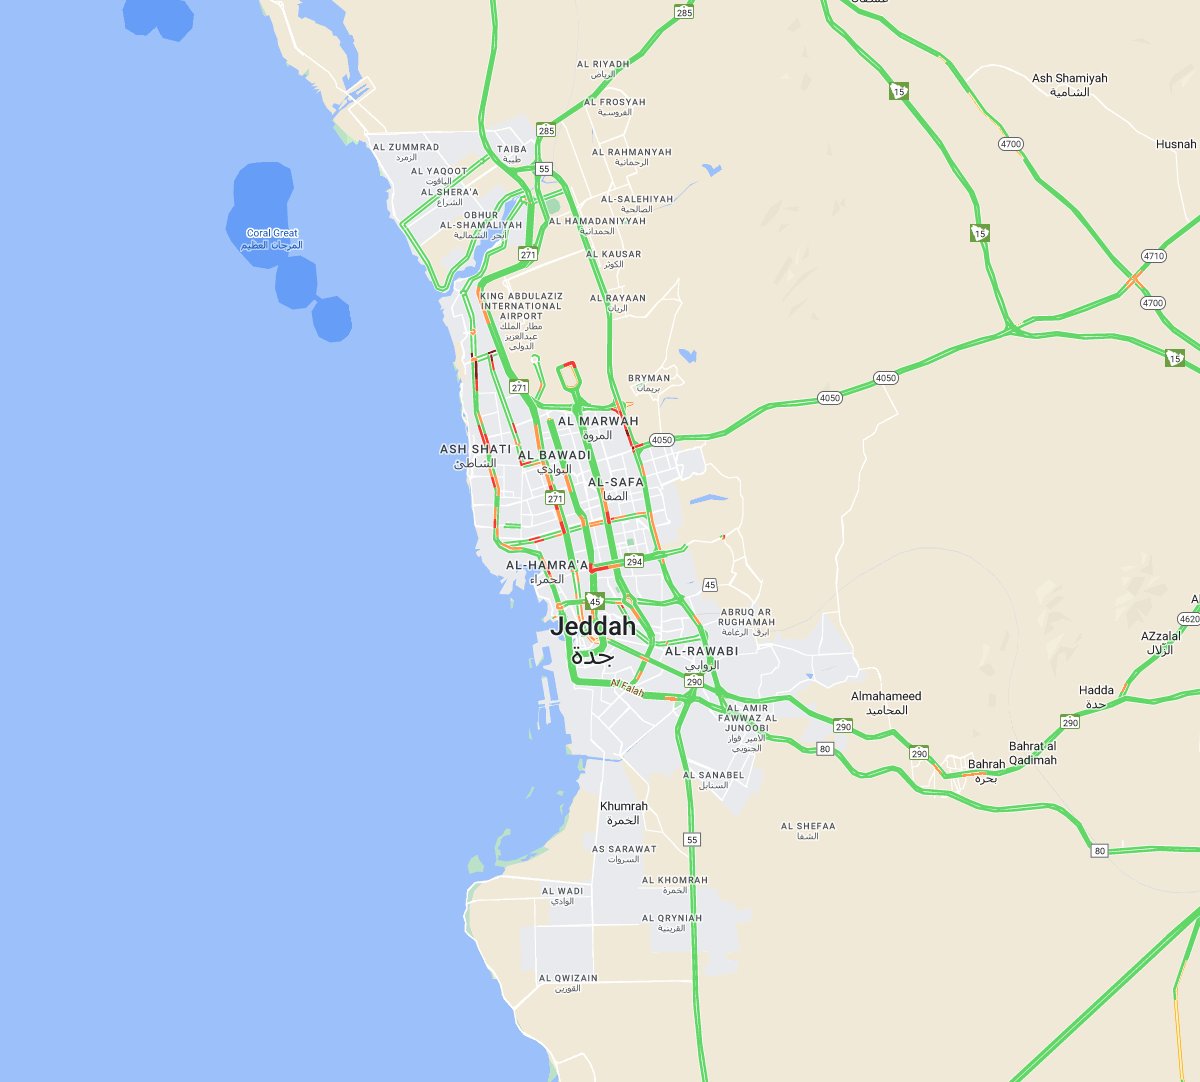 عسفان
285
AL RIYADH
الرياض
Ash Shamiyah
الشامية
15
AL FROSYAH
الفروسية
285
4700
Husnah
AL ZUMMRAD
الزمرد
TAIBA
طيبة
AL RAHMANYAH
الرحمانية
55
AL YAQOOT
الياقوت
AL SHERA'A
الشراع
AL-SALEHIYAH
الصالحية
OBHUR
AL-SHAMALIYAH
أبحر الشمالية
AL HAMADANIYYAH
الحمدانية
Coral Great
المرجان العظيم
15
271
AL KAUSAR
الكوثر
4710
KING ABDULAZIZ
INTERNATIONAL
AIRPORT
مطار الملك
عبدالعزيز
الدولي
AL RAYAAN
الريان
4700
15
271
BRYMAN
بريمان
4050
4050
AL MARWAH
المروة
4050
ASH SHATI
الشاطئ
AL BAWADI
البوادي
AL-SAFA
الصفا
271
AL-HAMRA'A
الحمراء
294
45
45
ABRUQ AR
RUGHAMAH
ابرق الرغامة
4620
Jeddah
جدة
AZzalal
الزلال
AL-RAWABI
الروابي
290
Al Falah
Almahameed
المحاميد
Hadda
حدة
AL AMIR
FAWWAZ AL
JUNOOBI
الأمير فواز
الجنوبي
290
290
80
290
Bahrat al
Qadimah
Bahrah
بحرة
AL SANABEL
السنابل
Khumrah
الخمرة
AL SHEFAA
الشفا
55
80
AS SARAWAT
السروات
AL KHOMRAH
الخمرة
AL WADI
الوادي
AL QRYNIAH
القرينية
AL QWIZAIN
القوزين